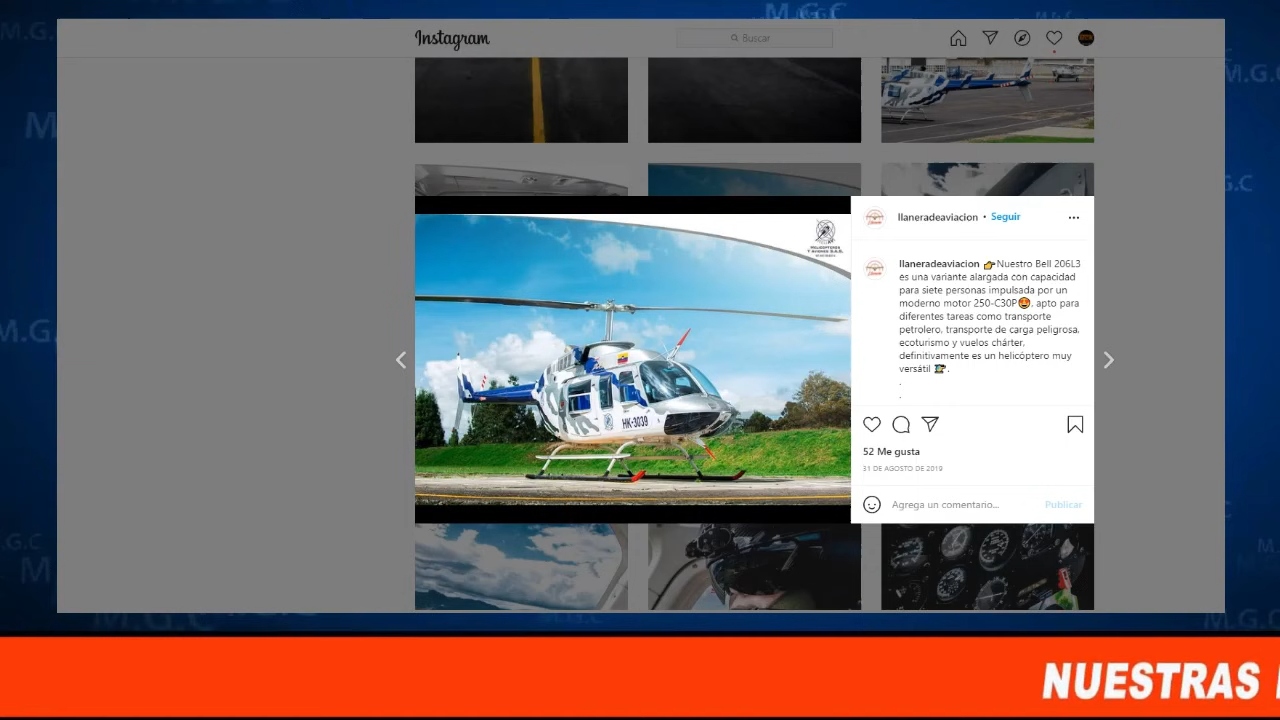 M.G.C
M.G.C
M.G.C
M.G.C
M.G.C
M.G.C
Instagram
Buscar
HELICOPTEROS
Y AVIONES S.A.S.
HK-3039
llaneradeaviacion • Seguir
llaneradeaviacion 👉Nuestro Bell 206L3
es una variante alargada con capacidad
para siete personas impulsada por un
moderno motor 250-C30P🤩, apto para
diferentes tareas como transporte
petrolero, transporte de carga peligrosa,
ecoturismo y vuelos chárter,
definitivamente es un helicóptero muy
versátil
.
.
52 Me gusta
31 DE AGOSTO DE 2019
Agrega un comentario...
Publicar
NUESTRAS